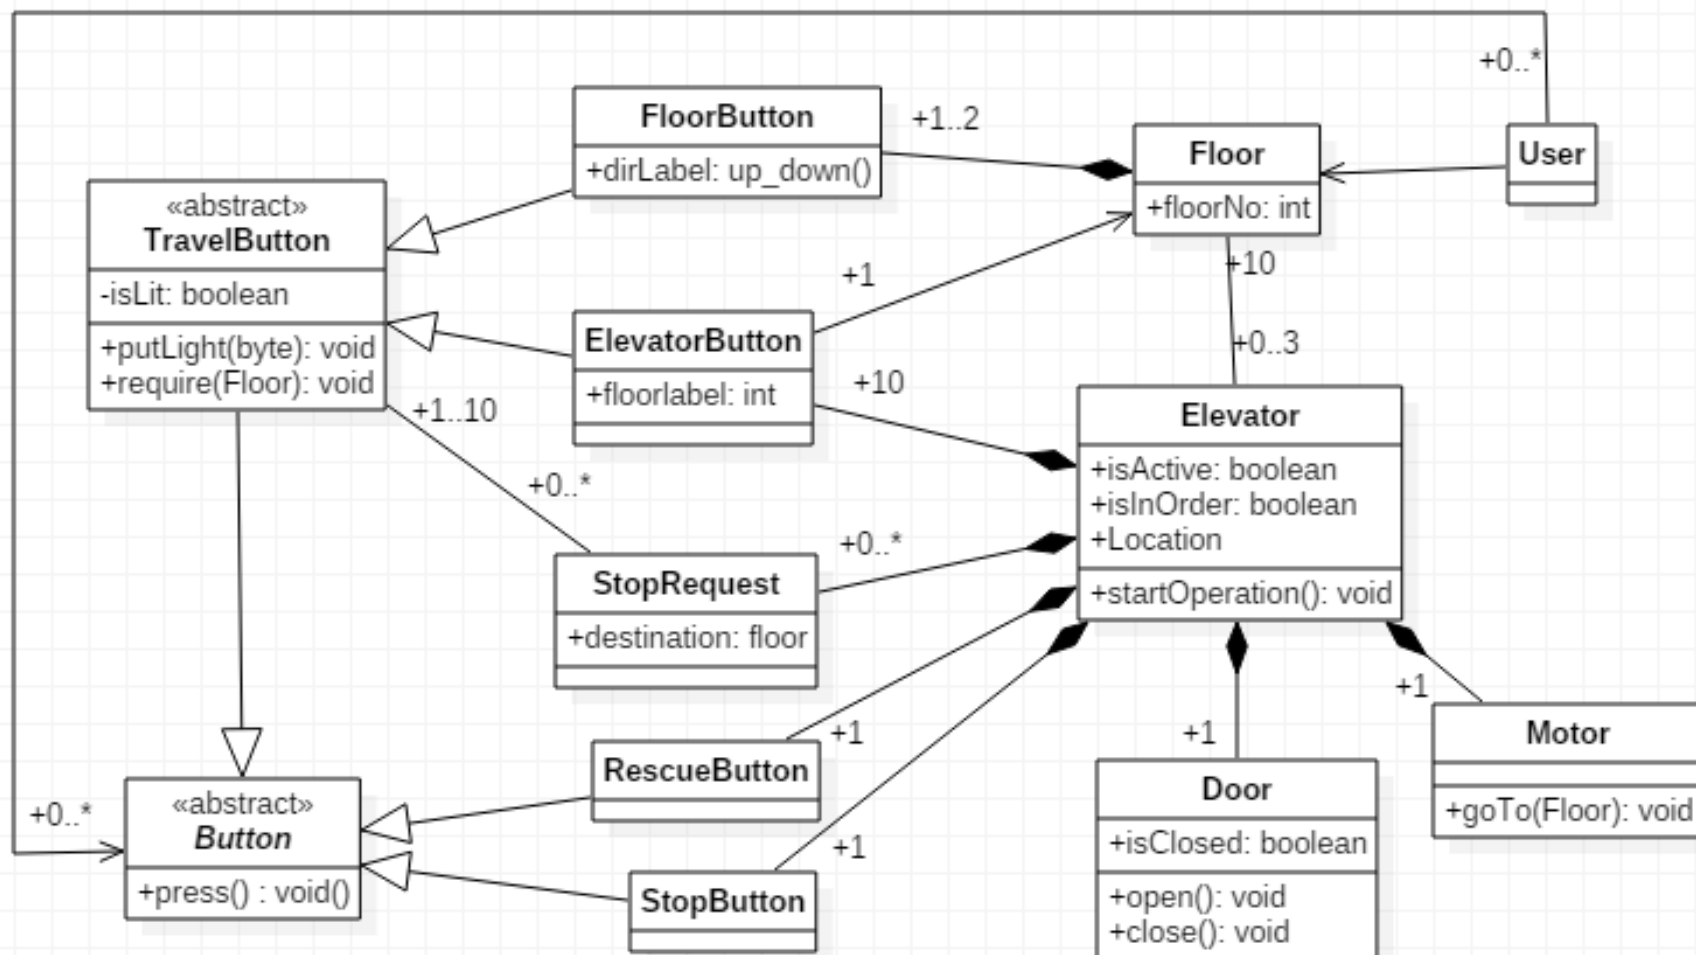 +0..*
FloorButton
+dirLabel: up_down()
+1..2
Floor
+floorNo: int
User
«abstract»
TravelButton
-isLit: boolean
+putLight(byte): void
+require(Floor): void
+1
+10
+0..3
ElevatorButton
+floorlabel: int
+10
+1..10
+0..*
Elevator
+isActive: boolean
+isInOrder: boolean
+Location
+startOperation(): void
+0..*
StopRequest
+destination: floor
+1
+1
+1
Motor
+goTo(Floor): void
RescueButton
Door
+isClosed: boolean
+open(): void
+close(): void
+0..*
«abstract»
Button
+press() : void()
+1
StopButton